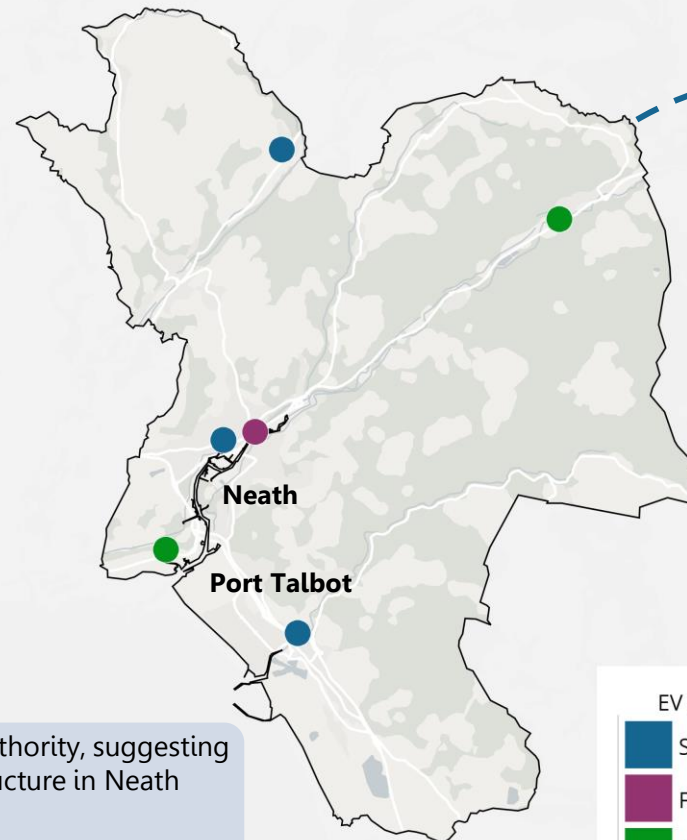 Neath
Port Talbot
EV
thority, suggesting
ucture in Neath